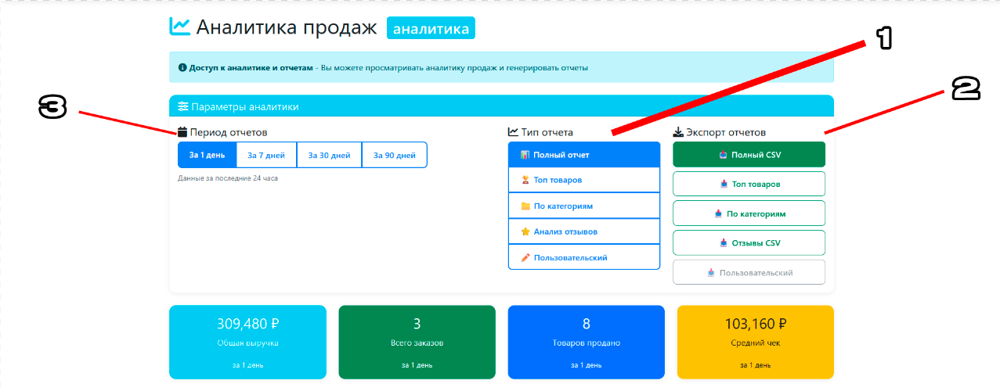 Аналитика продаж аналитика
1
Доступ к аналитике и отчетам - Вы можете просматривать аналитику продаж и генерировать отчеты
2
3
Параметры аналитики
Период отчетов
За 1 день За 7 дней За 30 дней За 90 дней
Данные за последние 24 часа
Тип отчета
Полный отчет
Топ товаров
По категориям
Анализ отзывов
Пользовательский
Экспорт отчетов
Полный CSV
Топ товаров
По категориям
Отзывы CSV
Пользовательский
309,480 ₽
Общая выручка
за 1 день
3
Всего заказов
за 1 день
8
Товаров продано
за 1 день
103,160 ₽
Средний чек
за 1 день